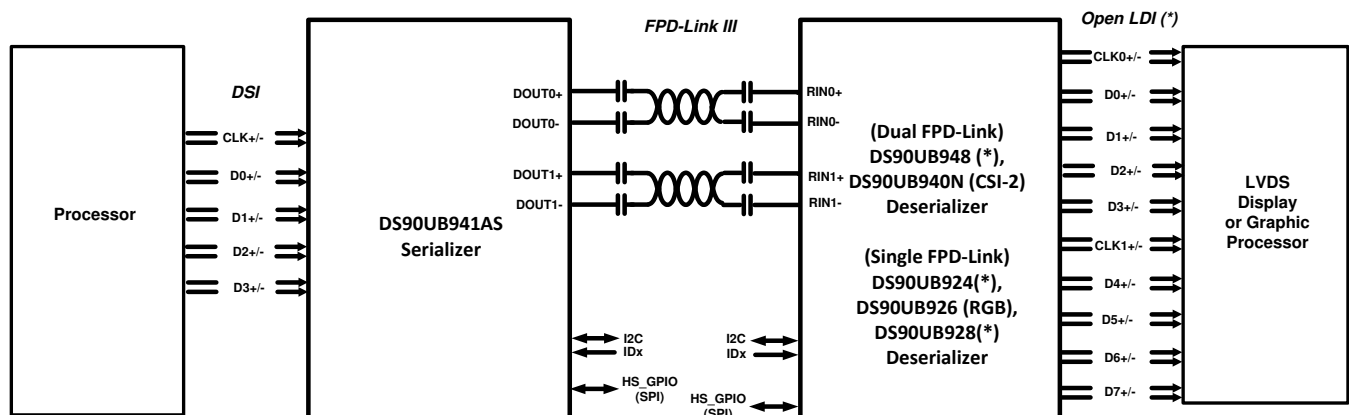 FPD-Link III
Open LDI (*)
DSI
Processor
CLK+/-
D0+/-
D1+/-
D2+/-
D3+/-
DS90UB941AS
Serializer
DOUT0+
DOUT0-
DOUT1+
DOUT1-
I2C
IDx
HS_GPIO
(SPI)
RIN0+
RIN0-
RIN1+
RIN1-
I2C
IDx
HS_GPIO
(SPI)
(Dual FPD-Link)
DS90UB948 (*),
DS90UB940N (CSI-2)
Deserializer
(Single FPD-Link)
DS90UB924(*),
DS90UB926 (RGB),
DS90UB928(*)
Deserializer
CLK0+/-
D0+/-
D1+/-
D2+/-
D3+/-
CLK1+/-
D4+/-
D5+/-
D6+/-
D7+/-
LVDS
Display
or Graphic
Processor